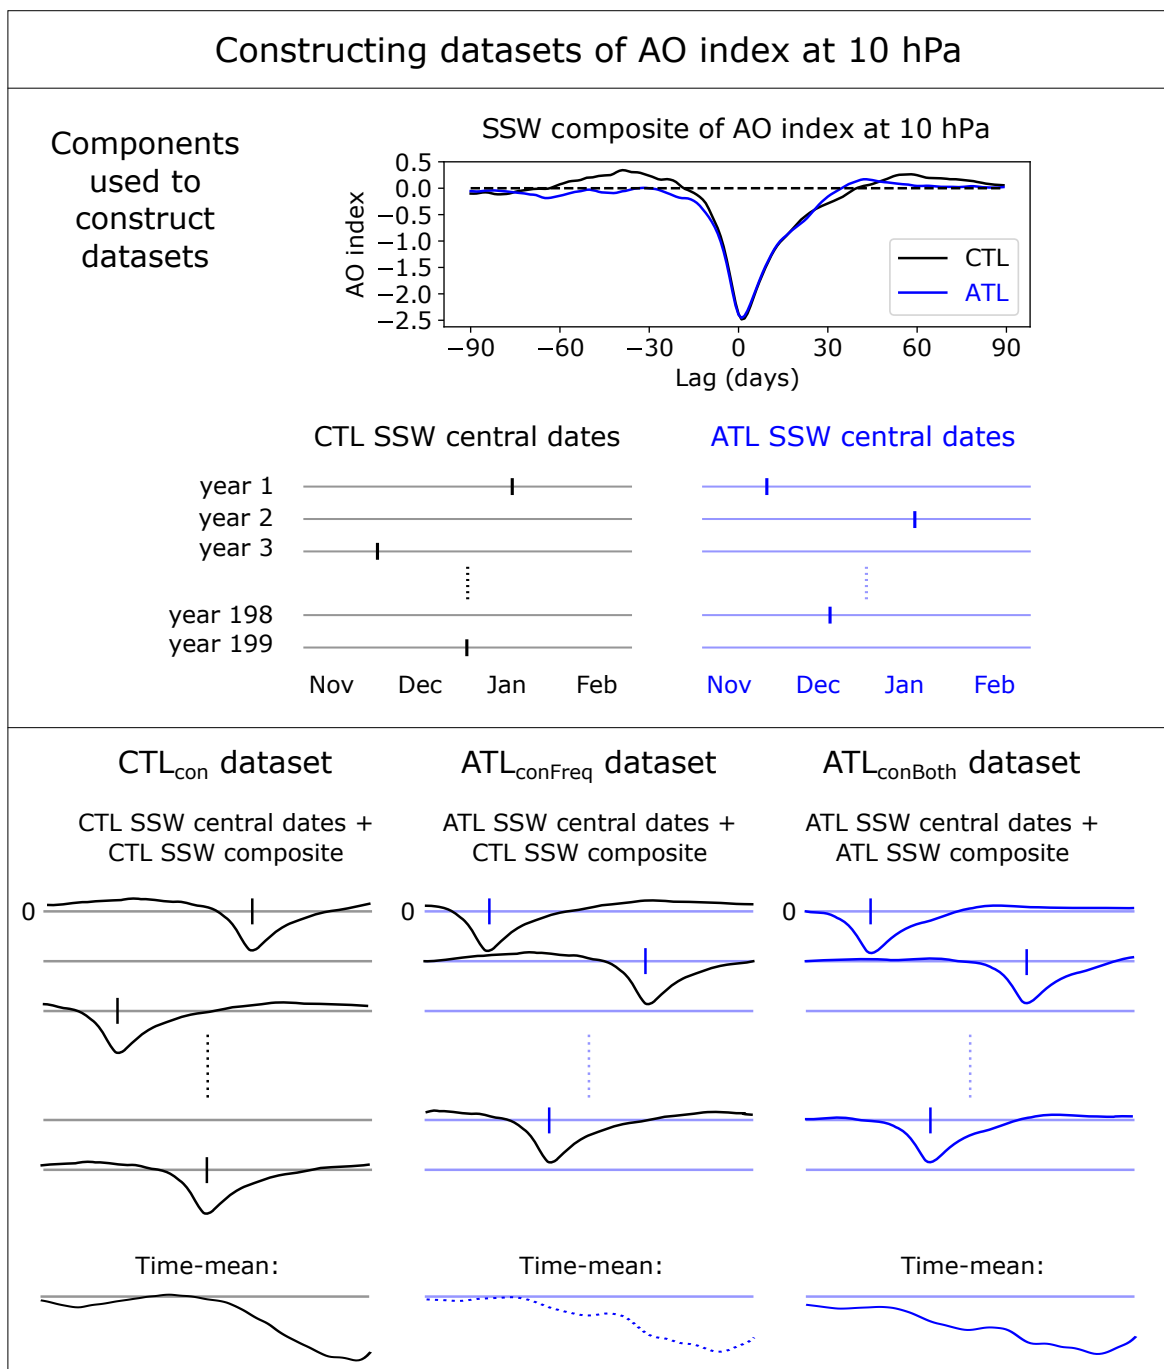 Constructing datasets of AO index at 10 hPa
Components
used to
construct
datasets
SSW composite of AO index at 10 hPa
AO index
0.5
0.0
−0.5
−1.0
−1.5
−2.0
−2.5
CTL
ATL
−90 −60 −30 0 30 60 90
Lag (days)
CTL SSW central dates
ATL SSW central dates
year 1
year 2
year 3
year 198
year 199
Nov Dec Jan Feb
Nov Dec Jan Feb
CTLcon dataset
CTL SSW central dates +
CTL SSW composite
0
Time-mean:
ATLconFreq dataset
ATL SSW central dates +
CTL SSW composite
0
Time-mean:
ATLconBoth dataset
ATL SSW central dates +
ATL SSW composite
0
Time-mean: